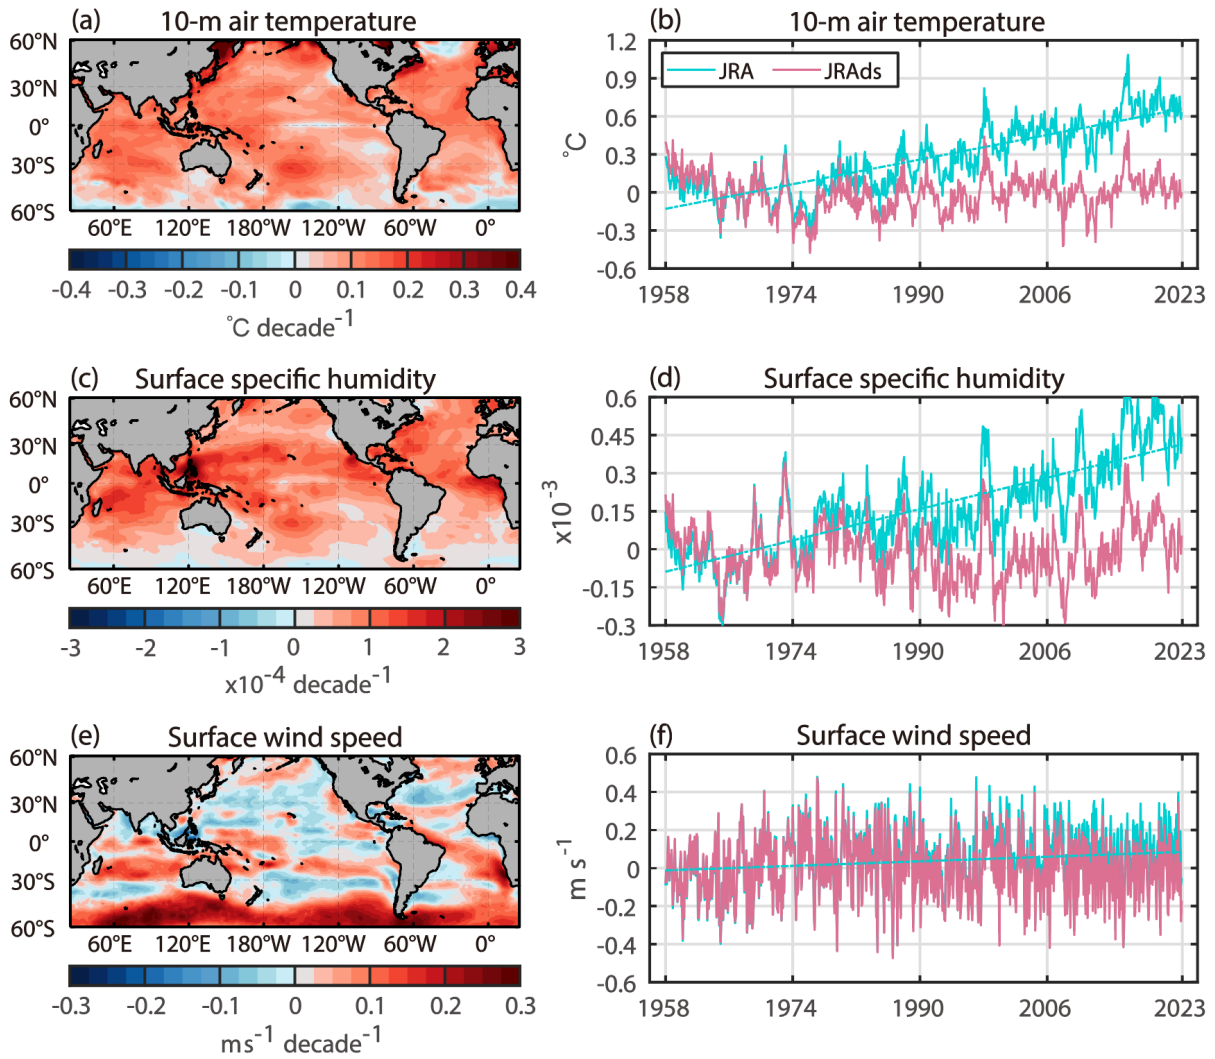 (a) 10-m air temperature
60°N
30°N
0°
30°S
60°S
60°E 120°E 180°W 120°W 60°W 0°
-0.4 -0.3 -0.2 -0.1 0 0.1 0.2 0.3 0.4
°C decade⁻¹
(b) 10-m air temperature
JRA JRAds
1.2
0.9
0.6
0.3
0
-0.3
-0.6
°C
1958 1974 1990 2006 2023
(c) Surface specific humidity
60°N
30°N
0°
30°S
60°S
60°E 120°E 180°W 120°W 60°W 0°
-3 -2 -1 0 1 2 3
x10⁻⁴ decade⁻¹
(d) Surface specific humidity
0.6
0.45
0.3
0.15
0
-0.15
-0.3
x10⁻³
1958 1974 1990 2006 2023
(e) Surface wind speed
60°N
30°N
0°
30°S
60°S
60°E 120°E 180°W 120°W 60°W 0°
-0.3 -0.2 -0.1 0 0.1 0.2 0.3
ms⁻¹ decade⁻¹
(f) Surface wind speed
0.6
0.4
0.2
0
-0.2
-0.4
-0.6
m s⁻¹
1958 1974 1990 2006 2023